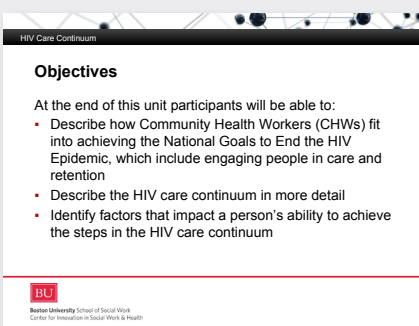 HIV Care Continuum
Objectives
At the end of this unit participants will be able to:
▪ Describe how Community Health Workers (CHWs) fit
into achieving the National Goals to End the HIV
Epidemic, which include engaging people in care and
retention
▪ Describe the HIV care continuum in more detail
▪ Identify factors that impact a person’s ability to achieve
the steps in the HIV care continuum
BU
Boston University School of Social Work
Center for Innovation in Social Work & Health